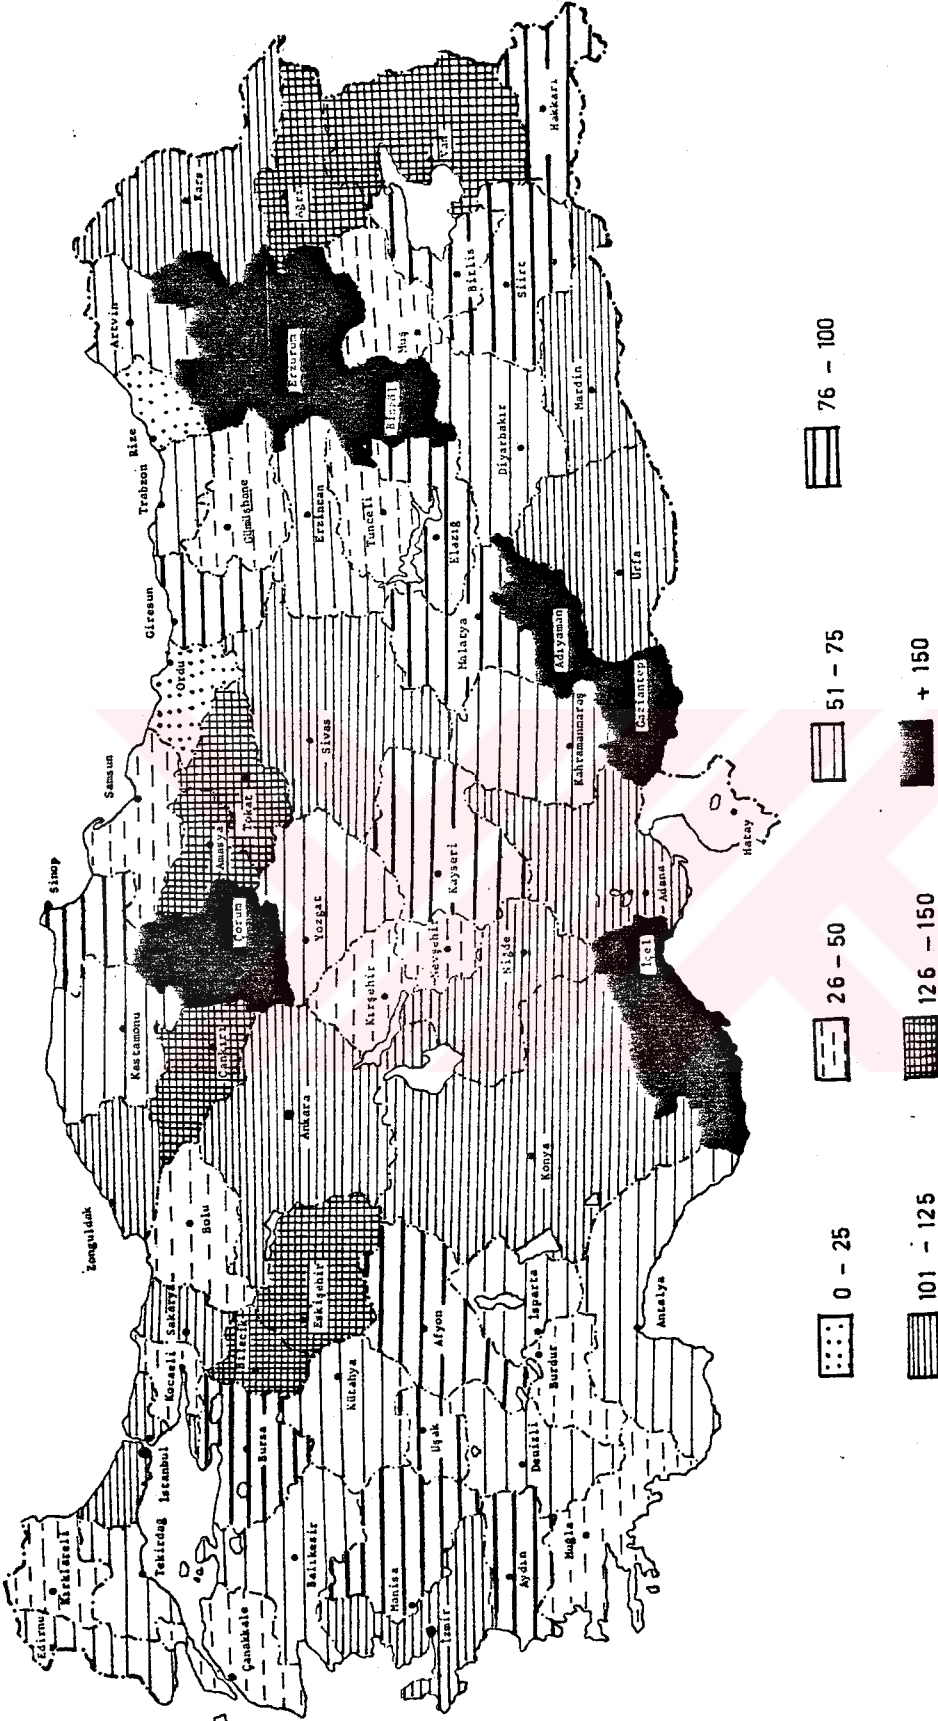 Edirne
Kırklareli
Tekirdag
İstanbul
Kocaeli
Sakarya
Zonguldak
Bolu
Kastamonu
Sinop
Çankırı
Çorum
Samsun
Amasya
Tokat
Ordu
Giresun
Trabzon
Gümüşhane
Rize
Artvin
Kars
Çanakkale
Balıkesir
Bursa
Bilecik
Eskişehir
Kütahya
Ankara
Kırşehir
Yozgat
Sivas
Erzincan
Tunceli
Erzurum
Bingöl
Muş
Ağrı
Van
İzmir
Manisa
Uşak
Afyon
Konya
Nevşehir
Niğde
Kayseri
Malatya
Elazığ
Diyarbakır
Bitlis
Siirt
Hakkari
Aydın
Muğla
Denizli
Burdur
Isparta
Antalya
İçel
Adana
Hatay
Kahramanmaraş
Gaziantep
Adıyaman
Urfa
Mardin
0 - 25
26 - 50
51 - 75
76 - 100
101 - 125
126 - 150
+ 150